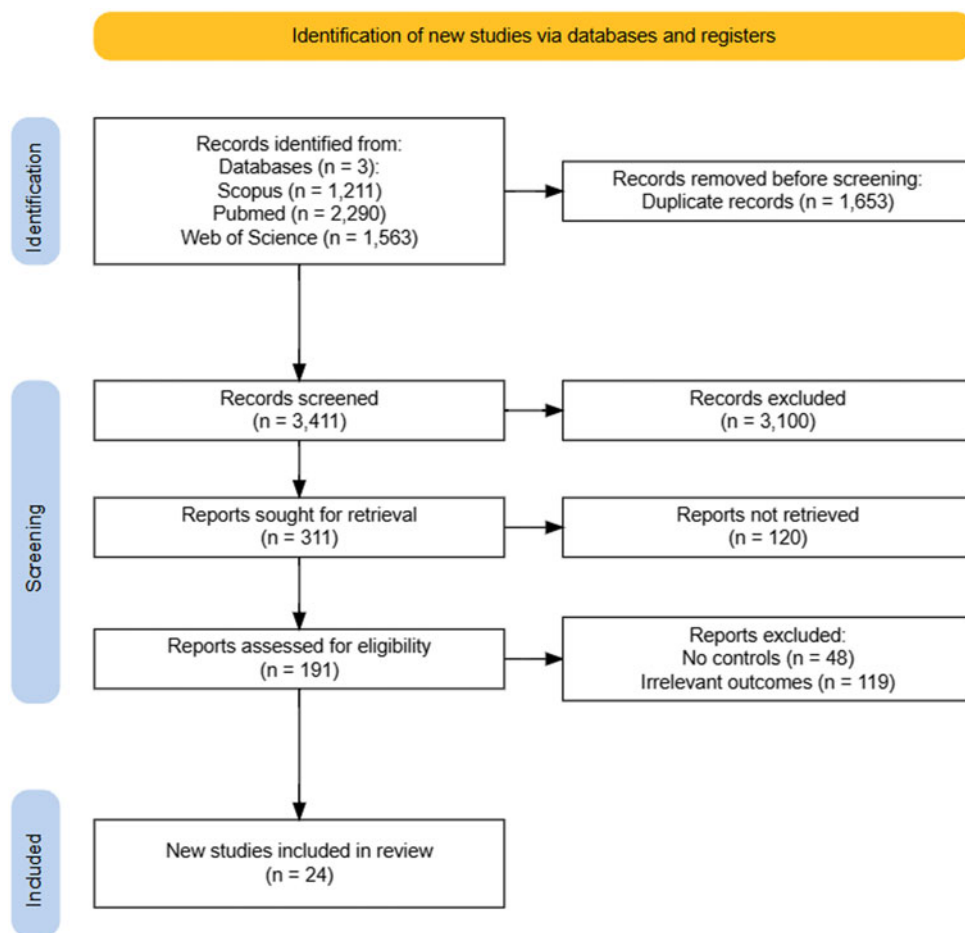 Identification of new studies via databases and registers
Identification
Records identified from:
Databases (n = 3):
Scopus (n = 1,211)
Pubmed (n = 2,290)
Web of Science (n = 1,563)
Records removed before screening:
Duplicate records (n = 1,653)
Screening
Records screened
(n = 3,411)
Records excluded
(n = 3,100)
Reports sought for retrieval
(n = 311)
Reports not retrieved
(n = 120)
Reports assessed for eligibility
(n = 191)
Reports excluded:
No controls (n = 48)
Irrelevant outcomes (n = 119)
Included
New studies included in review
(n = 24)